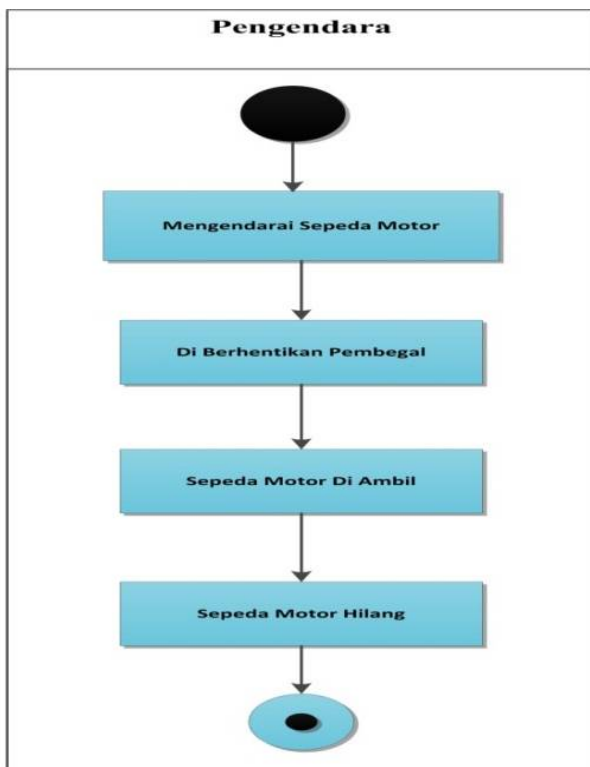 Pengendara
Mengendarai Sepeda Motor
Di Berhentikan Pembegal
Sepeda Motor Di Ambil
Sepeda Motor Hilang